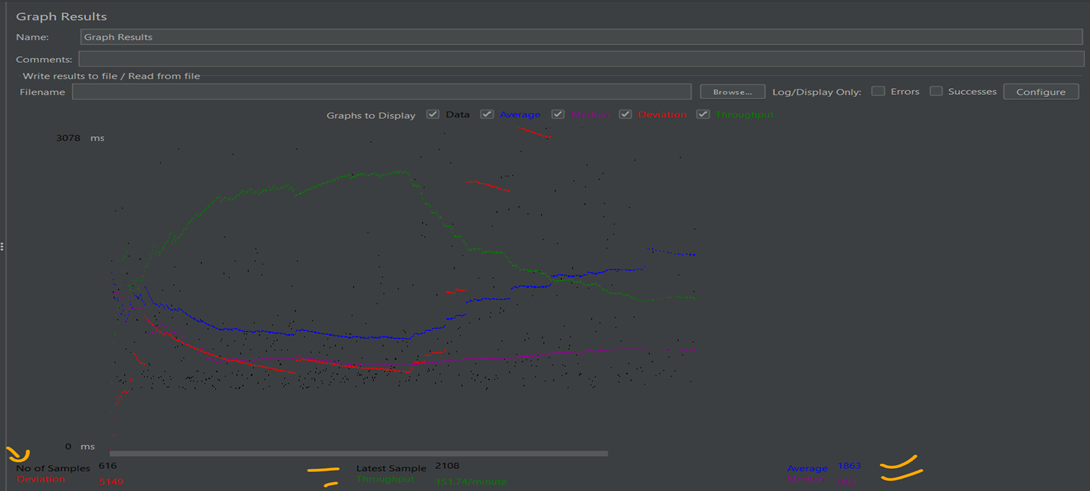 Graph Results
Name: Graph Results
Comments:
Write results to file / Read from file
Filename Browse... Log/Display Only: Errors Successes Configure
Graphs to Display Data Average Median Deviation Throughput
3078 ms
0 ms
No of Samples 616 Latest Sample 2108 Average 1863
Deviation 5149 Throughput 153.74/minute Median